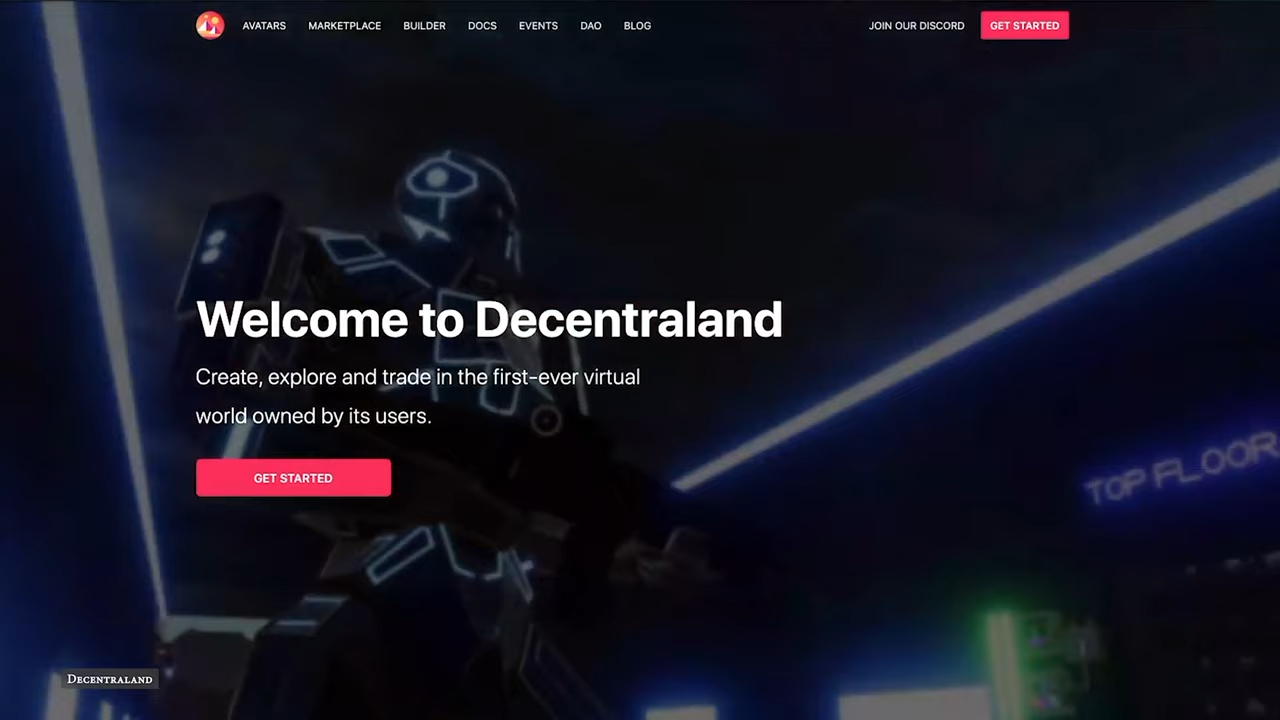 AVATARS MARKETPLACE BUILDER DOCS EVENTS DAO BLOG JOIN OUR DISCORD GET STARTED
Welcome to Decentraland
Create, explore and trade in the first-ever virtual
world owned by its users.
GET STARTED
TOP FLOOR
Decentraland